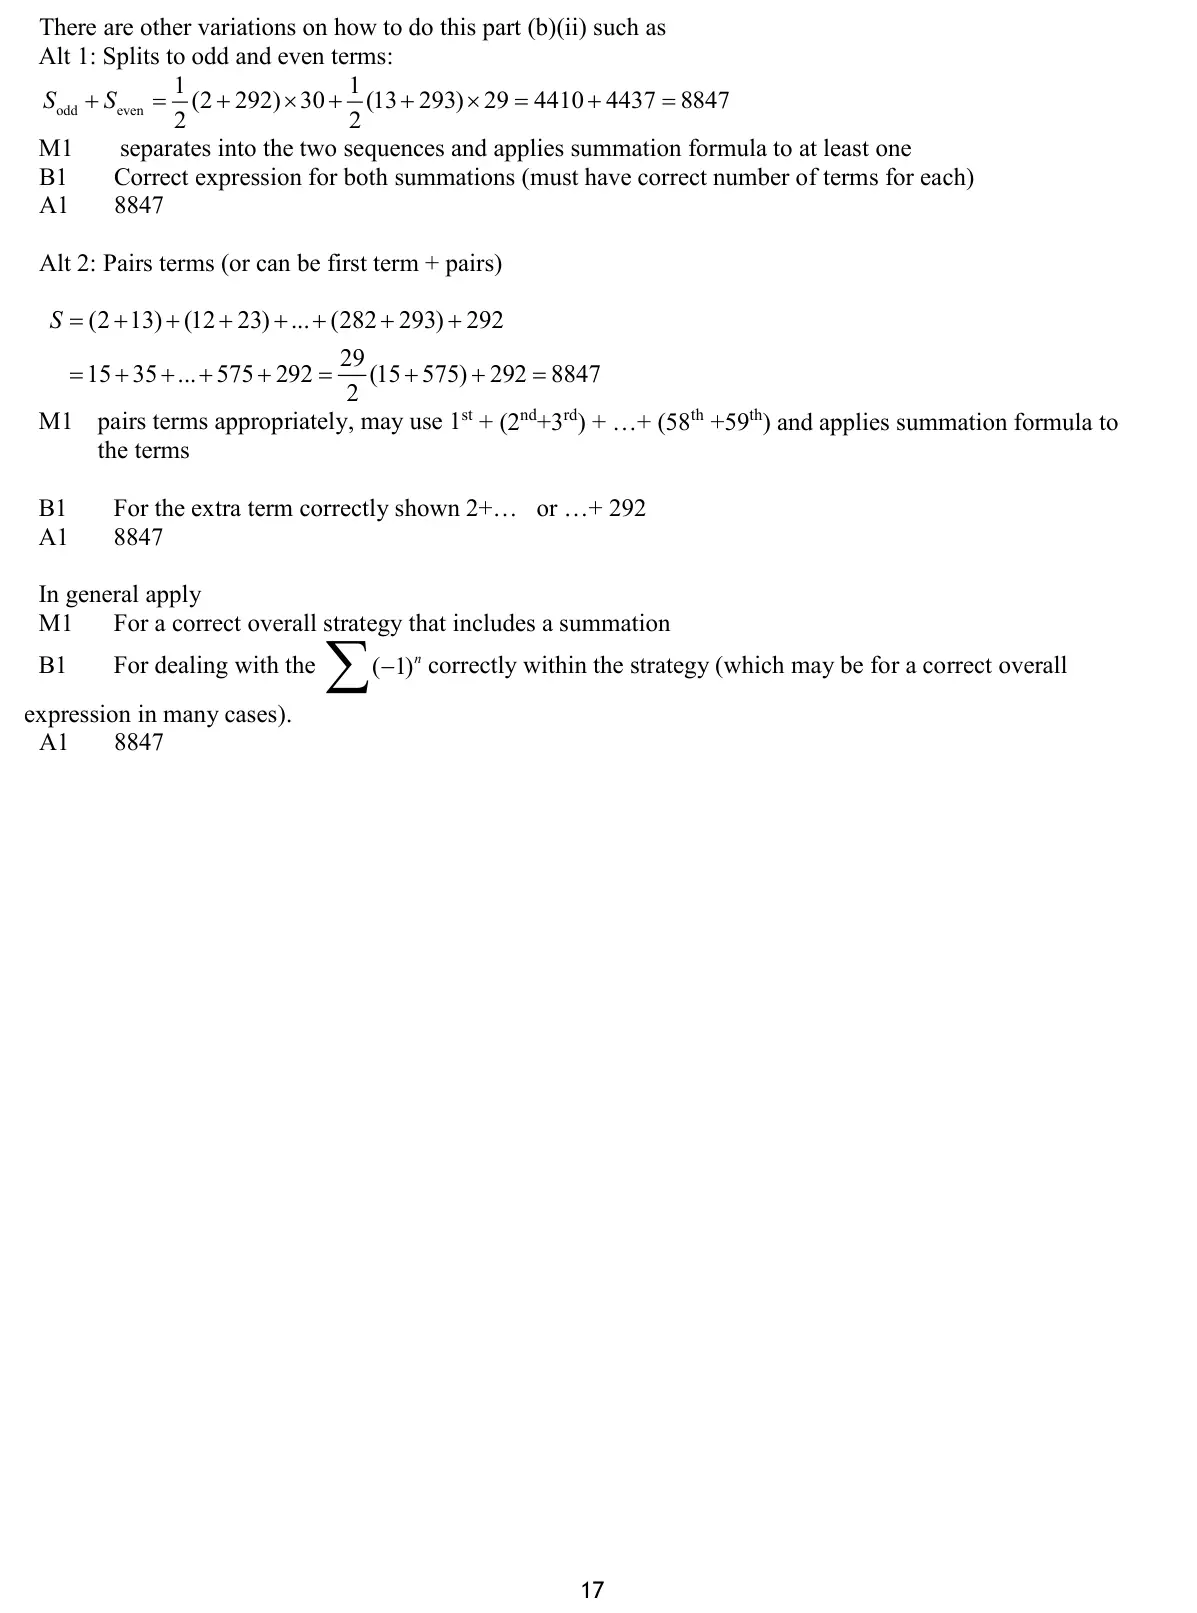 There are other variations on how to do this part (b)(ii) such as
Alt 1: Splits to odd and even terms:
S_odd + S_even = 1/2 (2 + 292) × 30 + 1/2 (13 + 293) × 29 = 4410 + 4437 = 8847
M1 separates into the two sequences and applies summation formula to at least one
B1 Correct expression for both summations (must have correct number of terms for each)
A1 8847
Alt 2: Pairs terms (or can be first term + pairs)
S = (2 + 13) + (12 + 23) + ... + (282 + 293) + 292
= 15 + 35 + ... + 575 + 292 = 29/2 (15 + 575) + 292 = 8847
M1 pairs terms appropriately, may use 1st + (2nd+3rd) + …+ (58th +59th) and applies summation formula to
the terms
B1 For the extra term correctly shown 2+… or …+ 292
A1 8847
In general apply
M1 For a correct overall strategy that includes a summation
B1 For dealing with the ∑(−1)ⁿ correctly within the strategy (which may be for a correct overall
expression in many cases).
A1 8847
17